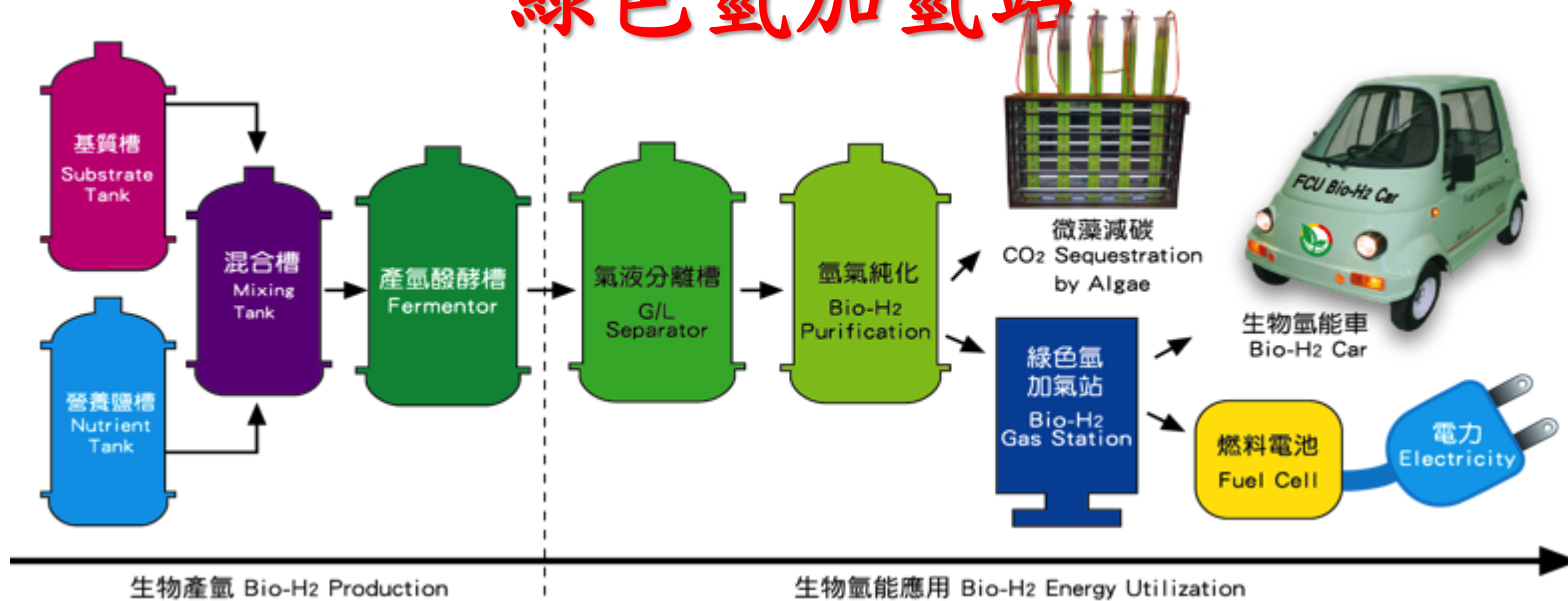 綠色氫加氫站
基質槽
Substrate
Tank
混合槽
Mixing
Tank
營養鹽槽
Nutrient
Tank
產氫醱酵槽
Fermentor
氣液分離槽
G/L
Separator
氫氣純化
Bio-H2
Purification
微藻減碳
CO2 Sequestration
by Algae
FCU Bio-H2 Car
生物氫能車
Bio-H2 Car
綠色氫
加氣站
Bio-H2
Gas Station
燃料電池
Fuel Cell
電力
Electricity
生物產氫 Bio-H2 Production
生物氫能應用 Bio-H2 Energy Utilization